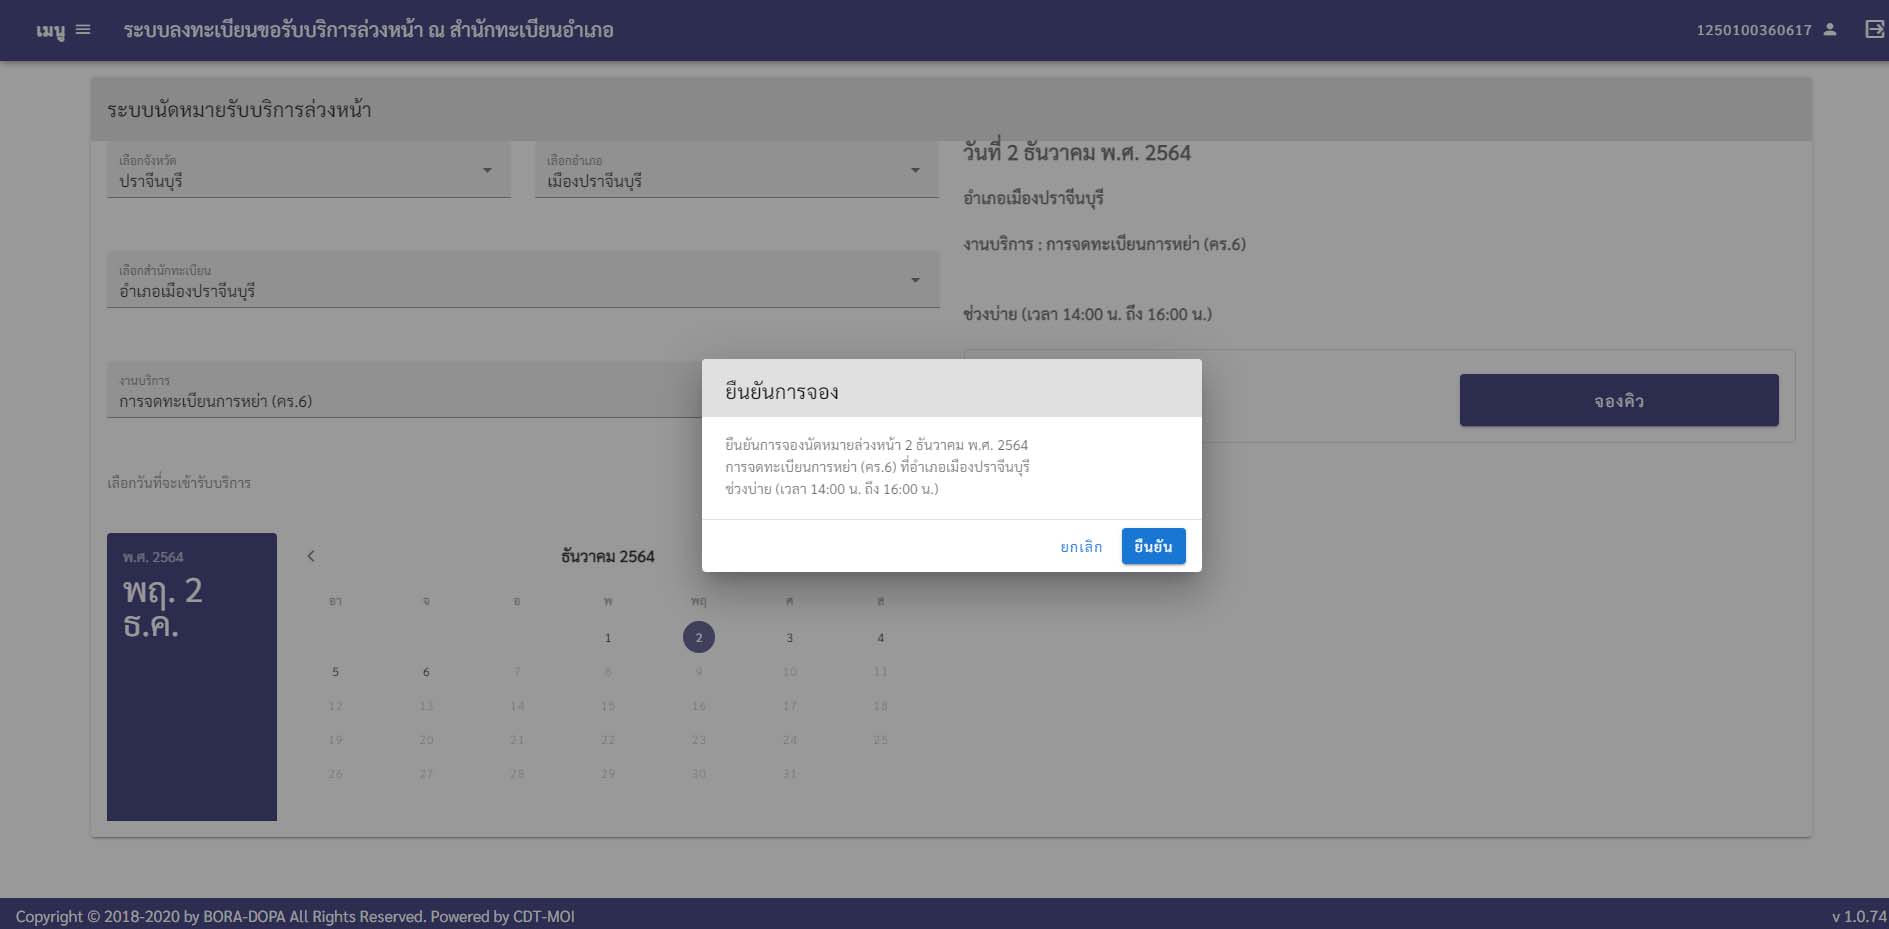 เมนู
ระบบลงทะเบียนขอรับบริการล่วงหน้า ณ สำนักทะเบียนอำเภอ
1250100360617
ระบบนัดหมายรับบริการล่วงหน้า
เลือกจังหวัด
ปราจีนบุรี
เลือกอำเภอ
เมืองปราจีนบุรี
เลือกสำนักทะเบียน
อำเภอเมืองปราจีนบุรี
งานบริการ
การจดทะเบียนการหย่า (คร.6)
เลือกวันที่จะเข้ารับบริการ
พ.ศ. 2564
พฤ. 2
ธ.ค.
ธันวาคม 2564
อา จ อ พ พฤ ศ ส
1 2 3 4
5 6 7 8 9 10 11
12 13 14 15 16 17 18
19 20 21 22 23 24 25
26 27 28 29 30 31
วันที่ 2 ธันวาคม พ.ศ. 2564
อำเภอเมืองปราจีนบุรี
งานบริการ : การจดทะเบียนการหย่า (คร.6)
ช่วงบ่าย (เวลา 14:00 น. ถึง 16:00 น.)
จองคิว
ยืนยันการจอง
ยืนยันการจองนัดหมายล่วงหน้า 2 ธันวาคม พ.ศ. 2564
การจดทะเบียนการหย่า (คร.6) ที่อำเภอเมืองปราจีนบุรี
ช่วงบ่าย (เวลา 14:00 น. ถึง 16:00 น.)
ยกเลิก
ยืนยัน
Copyright © 2018-2020 by BORA-DOPA All Rights Reserved. Powered by CDT-MOI
v 1.0.74